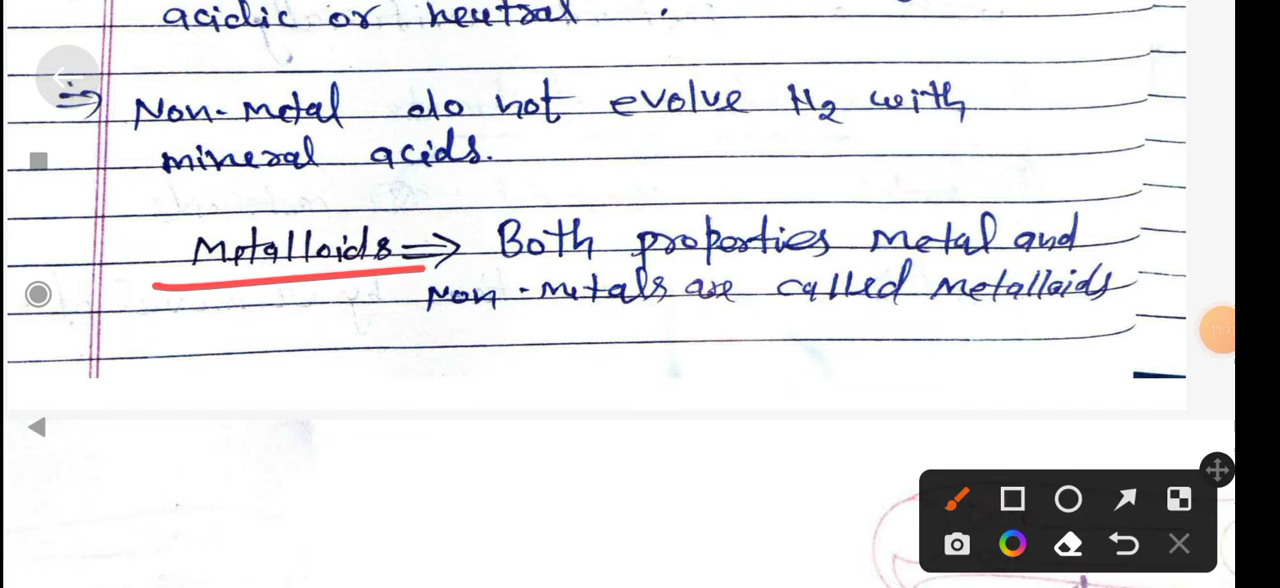 acidic or neutral .
⇒ Non-metal do not evolve H2 with
mineral acids.
Metalloids ⇒ Both properties metal and
Non-metals are called metalloids